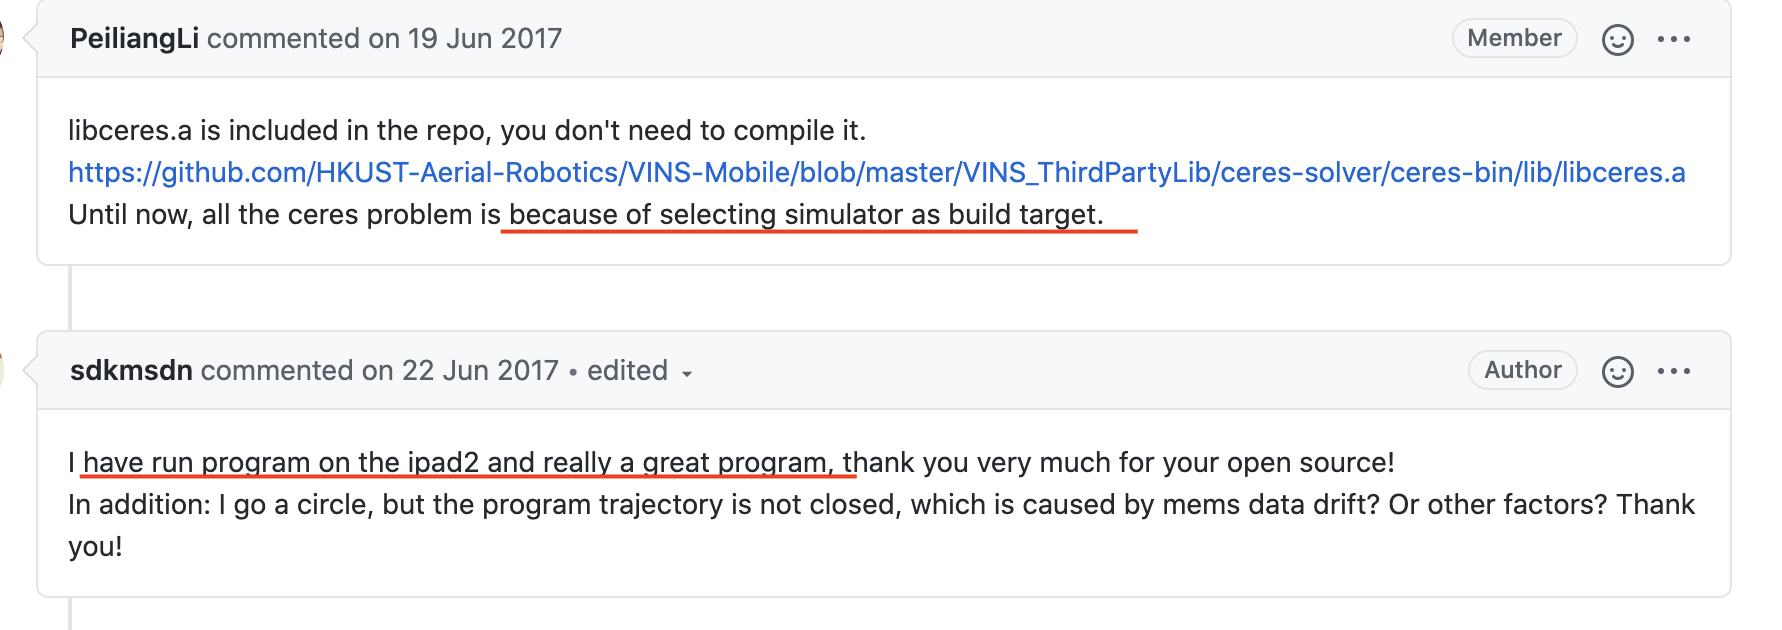 PeiliangLi commented on 19 Jun 2017 Member
libceres.a is included in the repo, you don't need to compile it.
https://github.com/HKUST-Aerial-Robotics/VINS-Mobile/blob/master/VINS_ThirdPartyLib/ceres-solver/ceres-bin/lib/libceres.a
Until now, all the ceres problem is because of selecting simulator as build target.
sdkmsdn commented on 22 Jun 2017 • edited Author
I have run program on the ipad2 and really a great program, thank you very much for your open source!
In addition: I go a circle, but the program trajectory is not closed, which is caused by mems data drift? Or other factors? Thank
you!